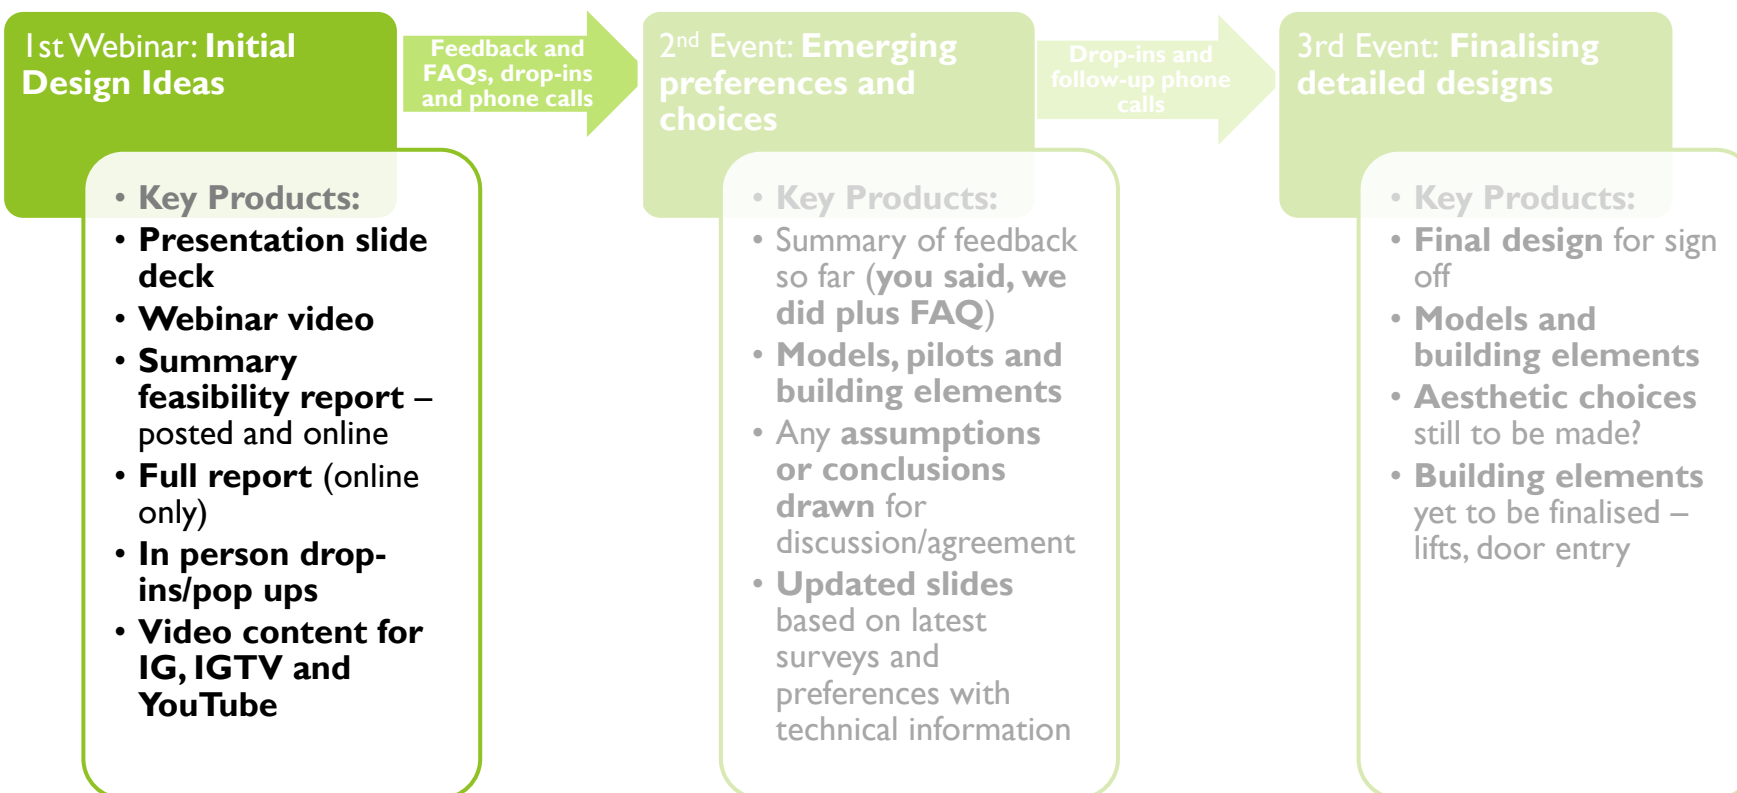 1st Webinar: Initial
Design Ideas
Feedback and
FAQs, drop-ins
and phone calls
2nd Event: Emerging
preferences and
choices
Drop-ins and
follow-up phone
calls
3rd Event: Finalising
detailed designs
• Key Products:
• Presentation slide
deck
• Webinar video
• Summary
feasibility report –
posted and online
• Full report (online
only)
• In person drop-
ins/pop ups
• Video content for
IG, IGTV and
YouTube
• Key Products:
• Summary of feedback
so far (you said, we
did plus FAQ)
• Models, pilots and
building elements
• Any assumptions
or conclusions
drawn for
discussion/agreement
• Updated slides
based on latest
surveys and
preferences with
technical information
• Key Products:
• Final design for sign
off
• Models and
building elements
• Aesthetic choices
still to be made?
• Building elements
yet to be finalised –
lifts, door entry